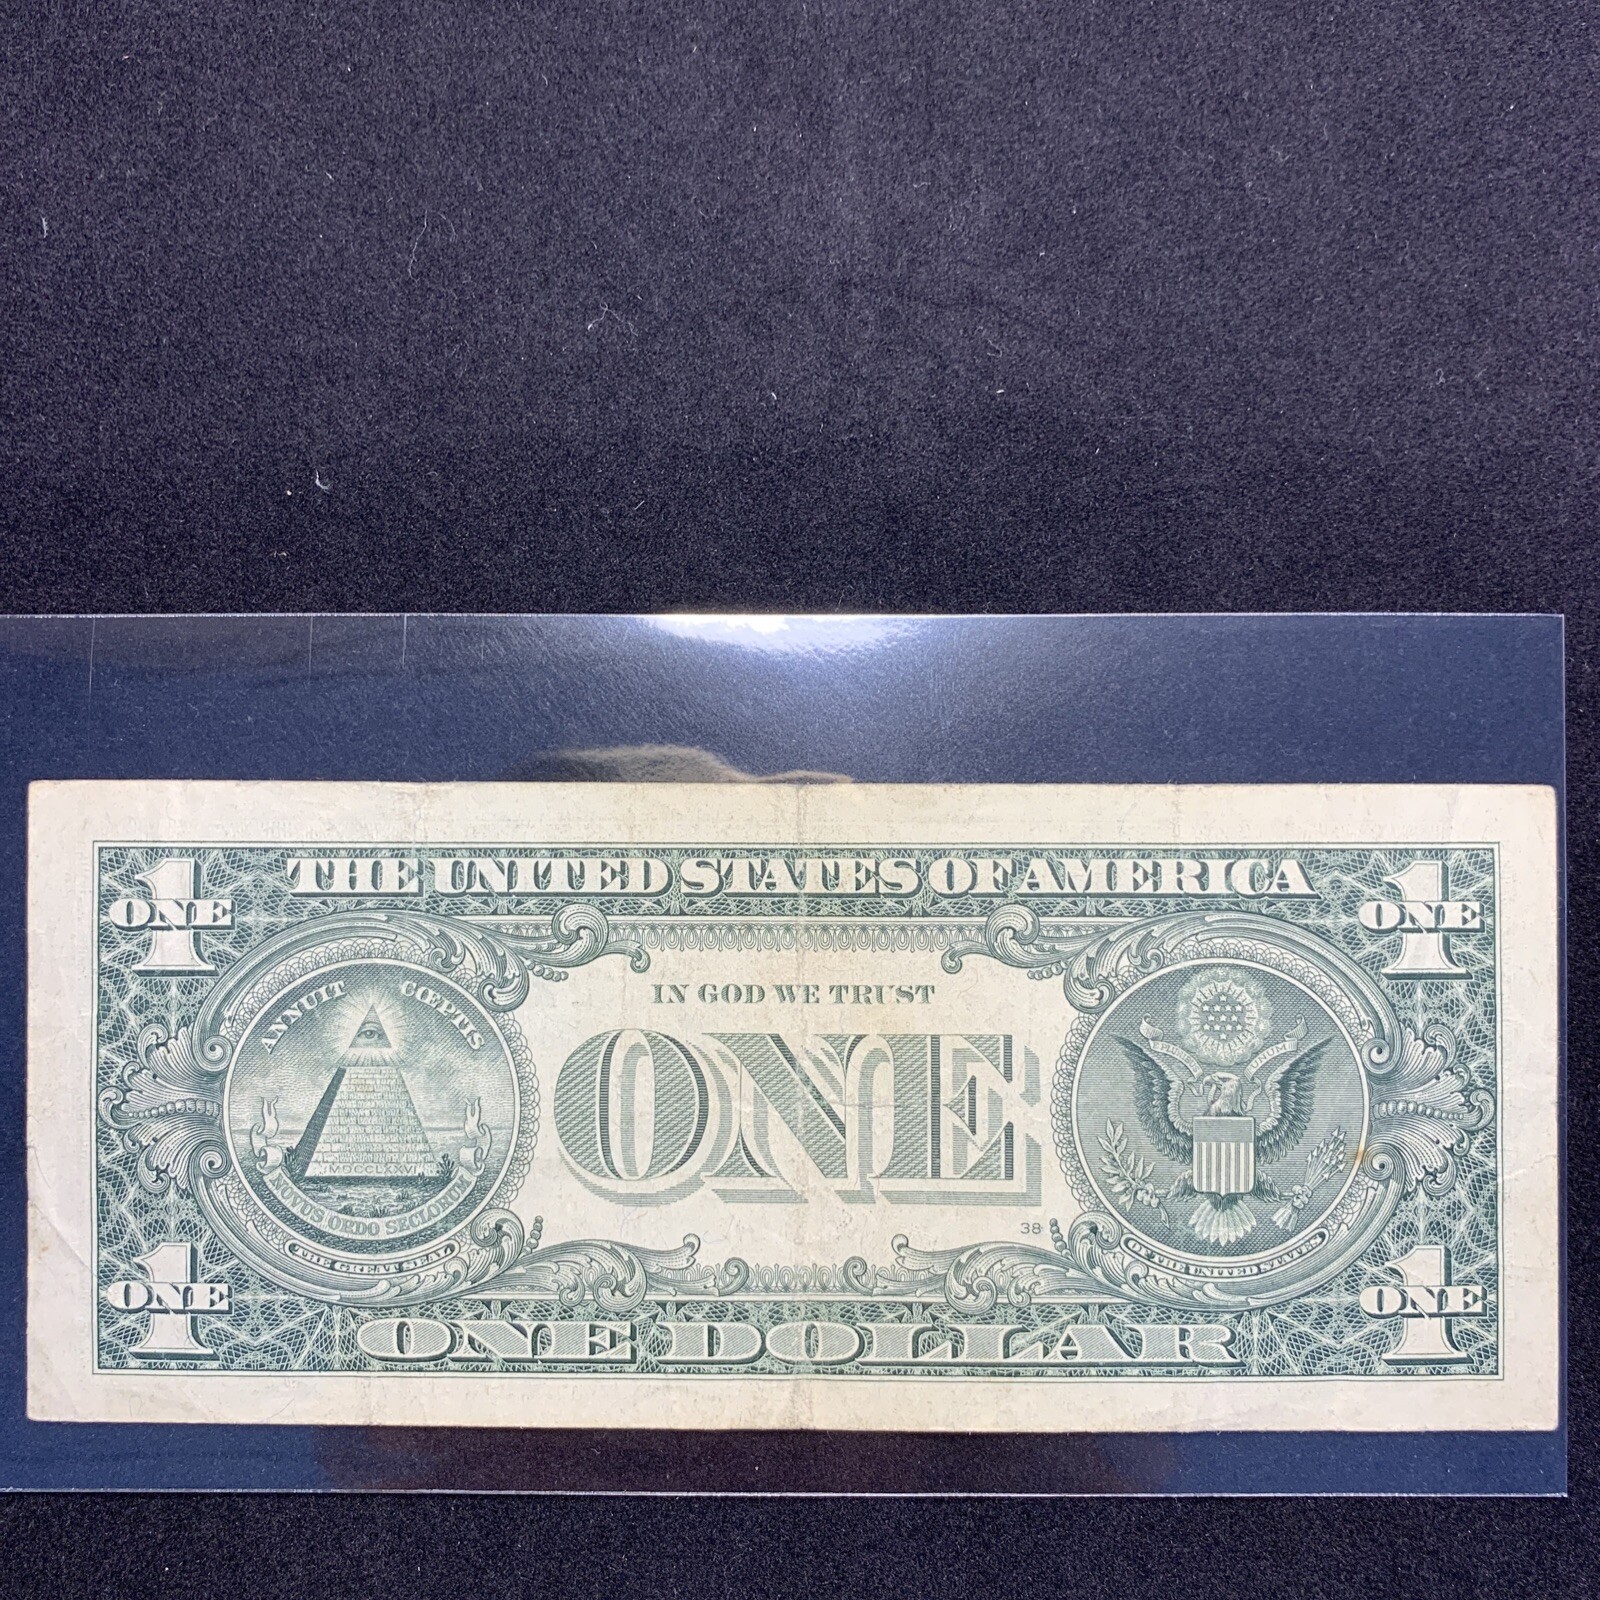 THE UNITED STATES OF AMERICA
1
ONE
1
ONE
IN GOD WE TRUST
ANNUIT CŒPTIS
ONE
MDCCLXXVI
NOVUS ORDO SECLORUM
38
THE GREAT SEAL
OF THE UNITED STATES
1
ONE
1
ONE
ONE DOLLAR